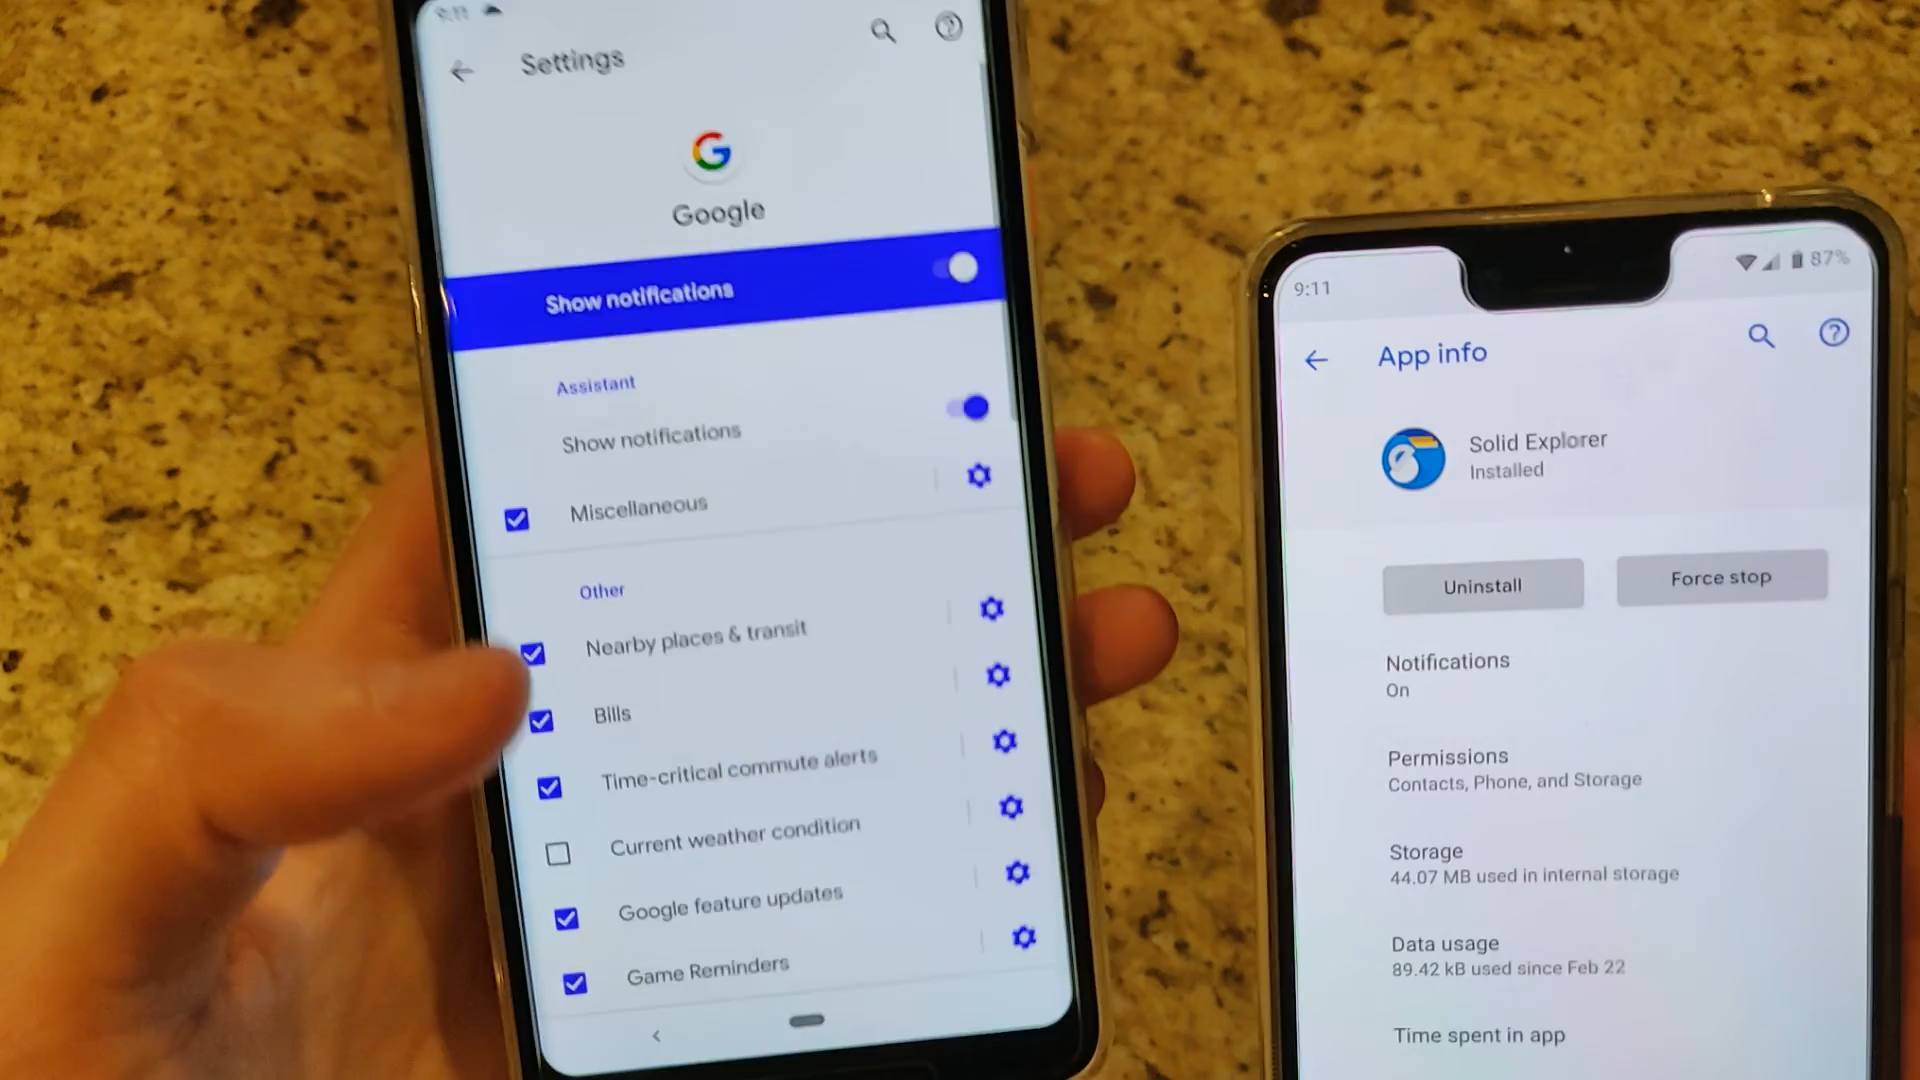 9:11
Settings
Google
Show notifications
Assistant
Show notifications
Miscellaneous
Other
Nearby places & transit
Bills
Time-critical commute alerts
Current weather condition
Google feature updates
Game Reminders
9:11
87%
App info
Solid Explorer
Installed
Uninstall
Force stop
Notifications
On
Permissions
Contacts, Phone, and Storage
Storage
44.07 MB used in internal storage
Data usage
89.42 kB used since Feb 22
Time spent in app